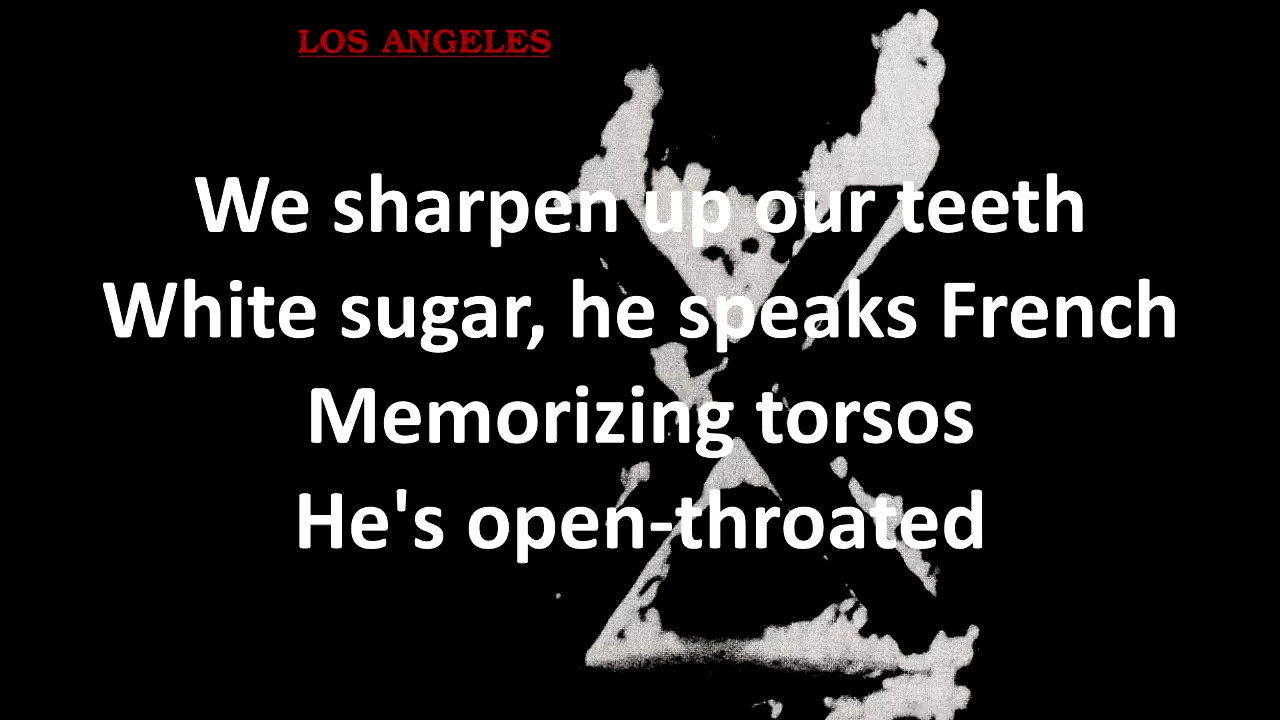 LOS ANGELES
We sharpen up our teeth
White sugar, he speaks French
Memorizing torsos
He's open-throated